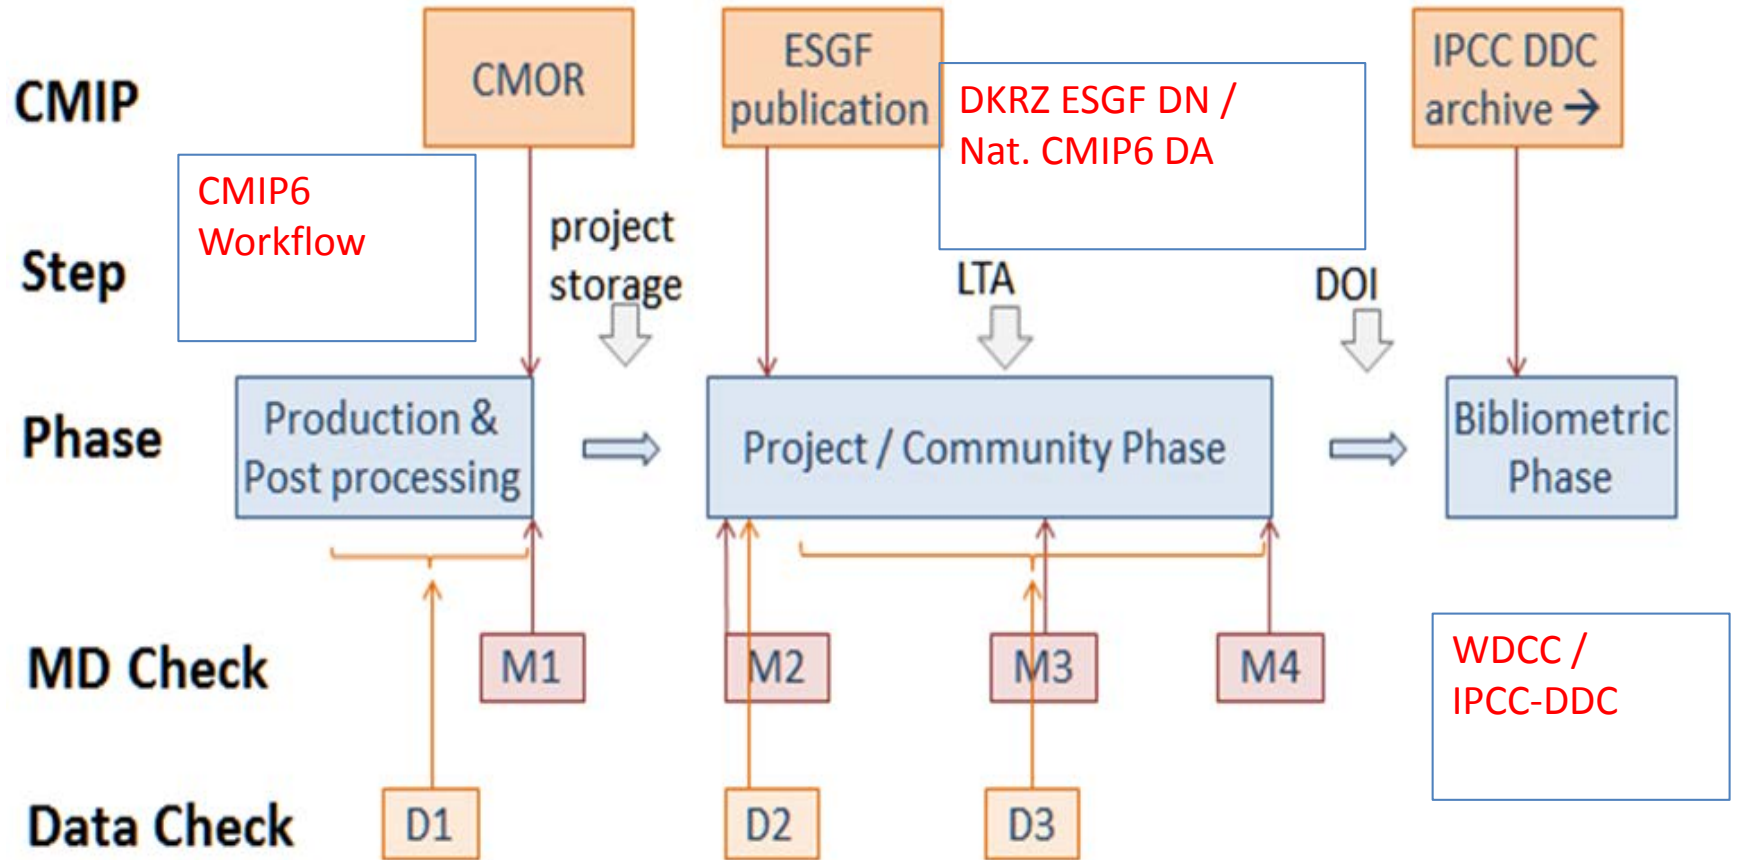 CMIP
CMOR
ESGF
publication
DKRZ ESGF DN /
Nat. CMIP6 DA
IPCC DDC
archive →
CMIP6
Workflow
Step
project
storage
LTA
DOI
Phase
Production &
Post processing
Project / Community Phase
Bibliometric
Phase
MD Check
M1
M2
M3
M4
WDCC /
IPCC-DDC
Data Check
D1
D2
D3